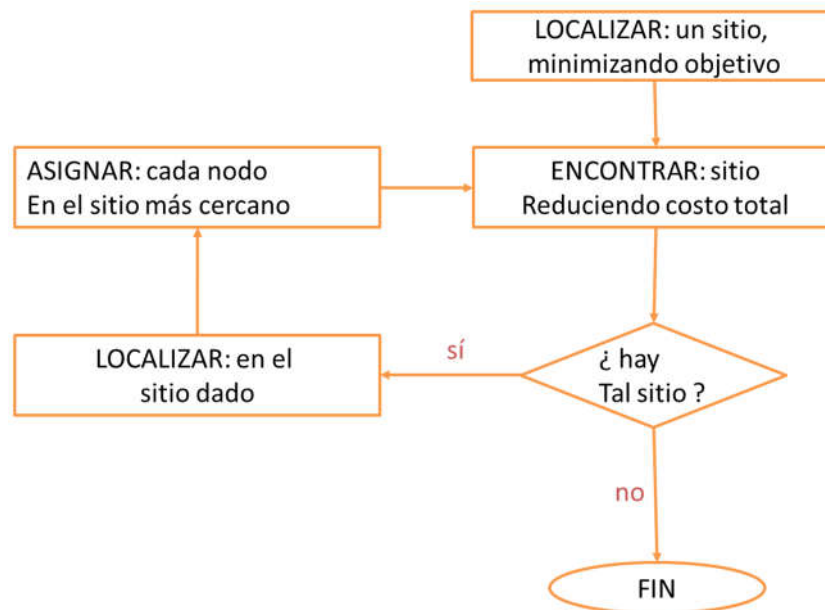 LOCALIZAR: un sitio,
minimizando objetivo
ASIGNAR: cada nodo
En el sitio más cercano
ENCONTRAR: sitio
Reduciendo costo total
LOCALIZAR: en el
sitio dado
sí
¿ hay
Tal sitio ?
no
FIN